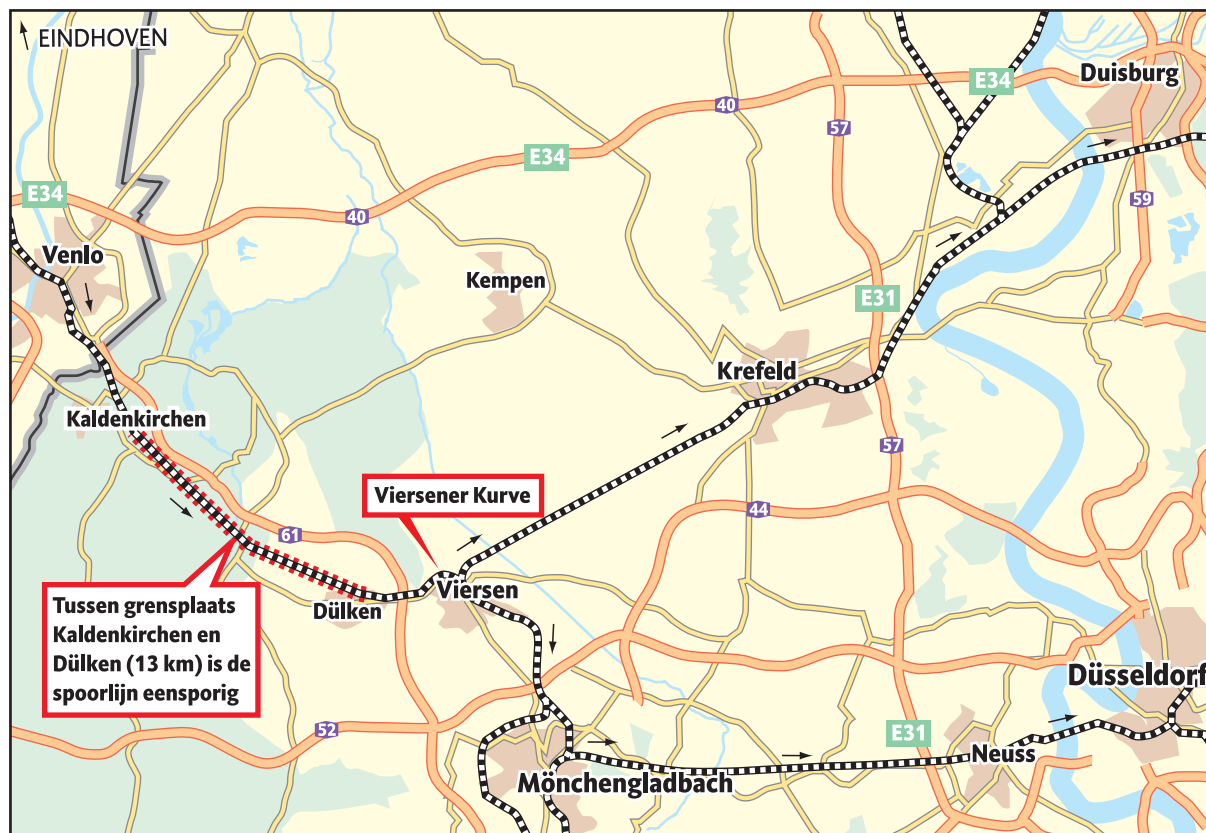 EINDHOVEN
Duisburg
E34
40
57
E34
E34
59
40
Venlo
Kempen
E31
Krefeld
Kaldenkirchen
57
Viersener Kurve
44
61
Viersen
Tussen grensplaats
Kaldenkirchen en
Dülken (13 km) is de
spoorlijn eensporig
Dülken
Düsseldorf
52
E31
Neuss
Mönchengladbach